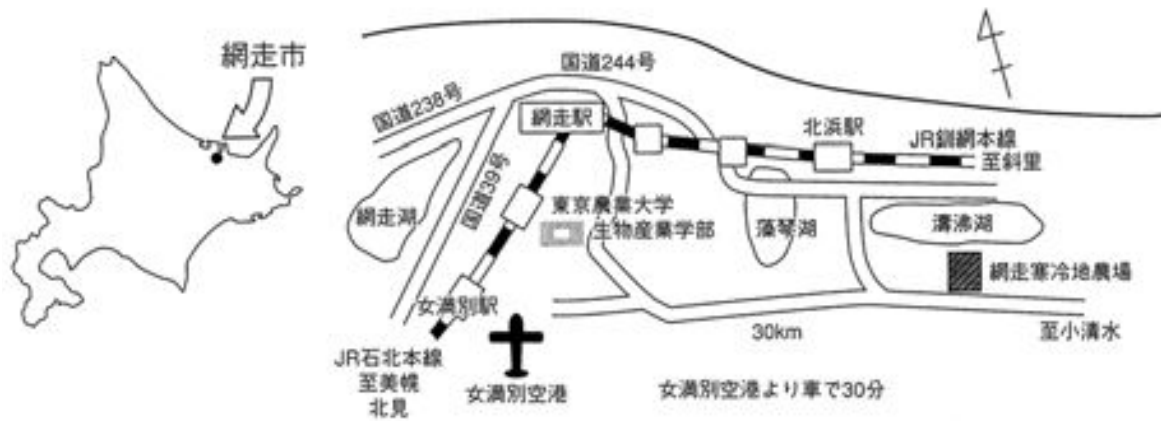 網走市
国道244号
国道238号
網走駅
北浜駅
JR釧網本線
至斜里
国道39号
網走湖
東京農業大学
生物産業学部
藻琴湖
濤沸湖
網走寒冷地農場
女満別駅
30km
至小清水
JR石北本線
至美幌
北見
女満別空港
女満別空港より車で30分